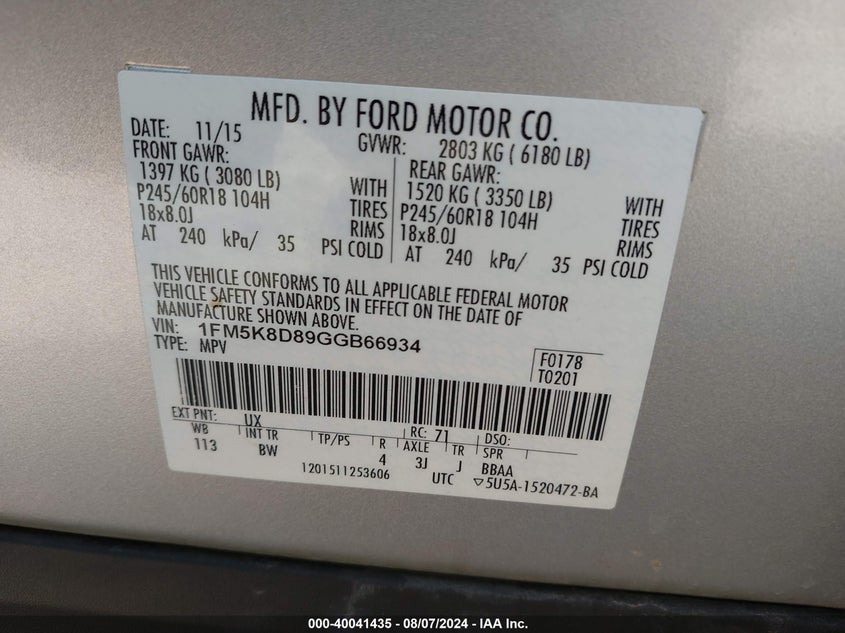 MFD. BY FORD MOTOR CO.
DATE: 11/15 GVWR: 2803 KG ( 6180 LB)
FRONT GAWR: REAR GAWR:
1397 KG ( 3080 LB) WITH 1520 KG ( 3350 LB) WITH
P245/60R18 104H TIRES P245/60R18 104H TIRES
18x8.0J RIMS 18x8.0J RIMS
AT 240 kPa/ 35 PSI COLD AT 240 kPa/ 35 PSI COLD
THIS VEHICLE CONFORMS TO ALL APPLICABLE FEDERAL MOTOR
VEHICLE SAFETY STANDARDS IN EFFECT ON THE DATE OF
MANUFACTURE SHOWN ABOVE.
VIN: 1FM5K8D89GGB66934
TYPE: MPV F0178
T0201
EXT PNT: UX RC: 71 DSO:
WB INT TR TP/PS R AXLE TR SPR
113 BW 4 3J J BBAA
1201511253606 UTC ▽5U5A-1520472-BA
000-40041435 - 08/07/2024 - IAA Inc.